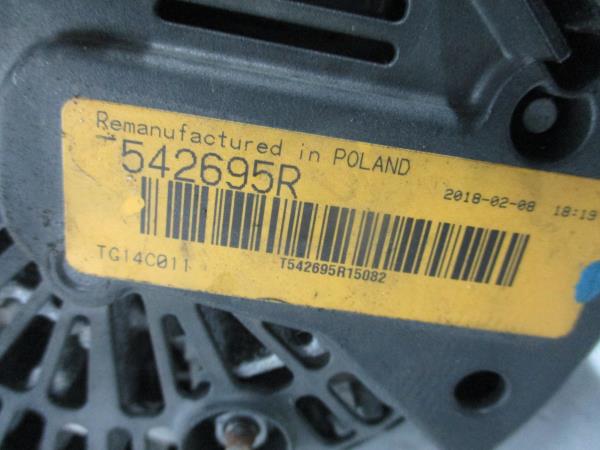 Remanufactured in POLAND
542695R
2018-02-08 18:19
T542695R15082
TG14C011